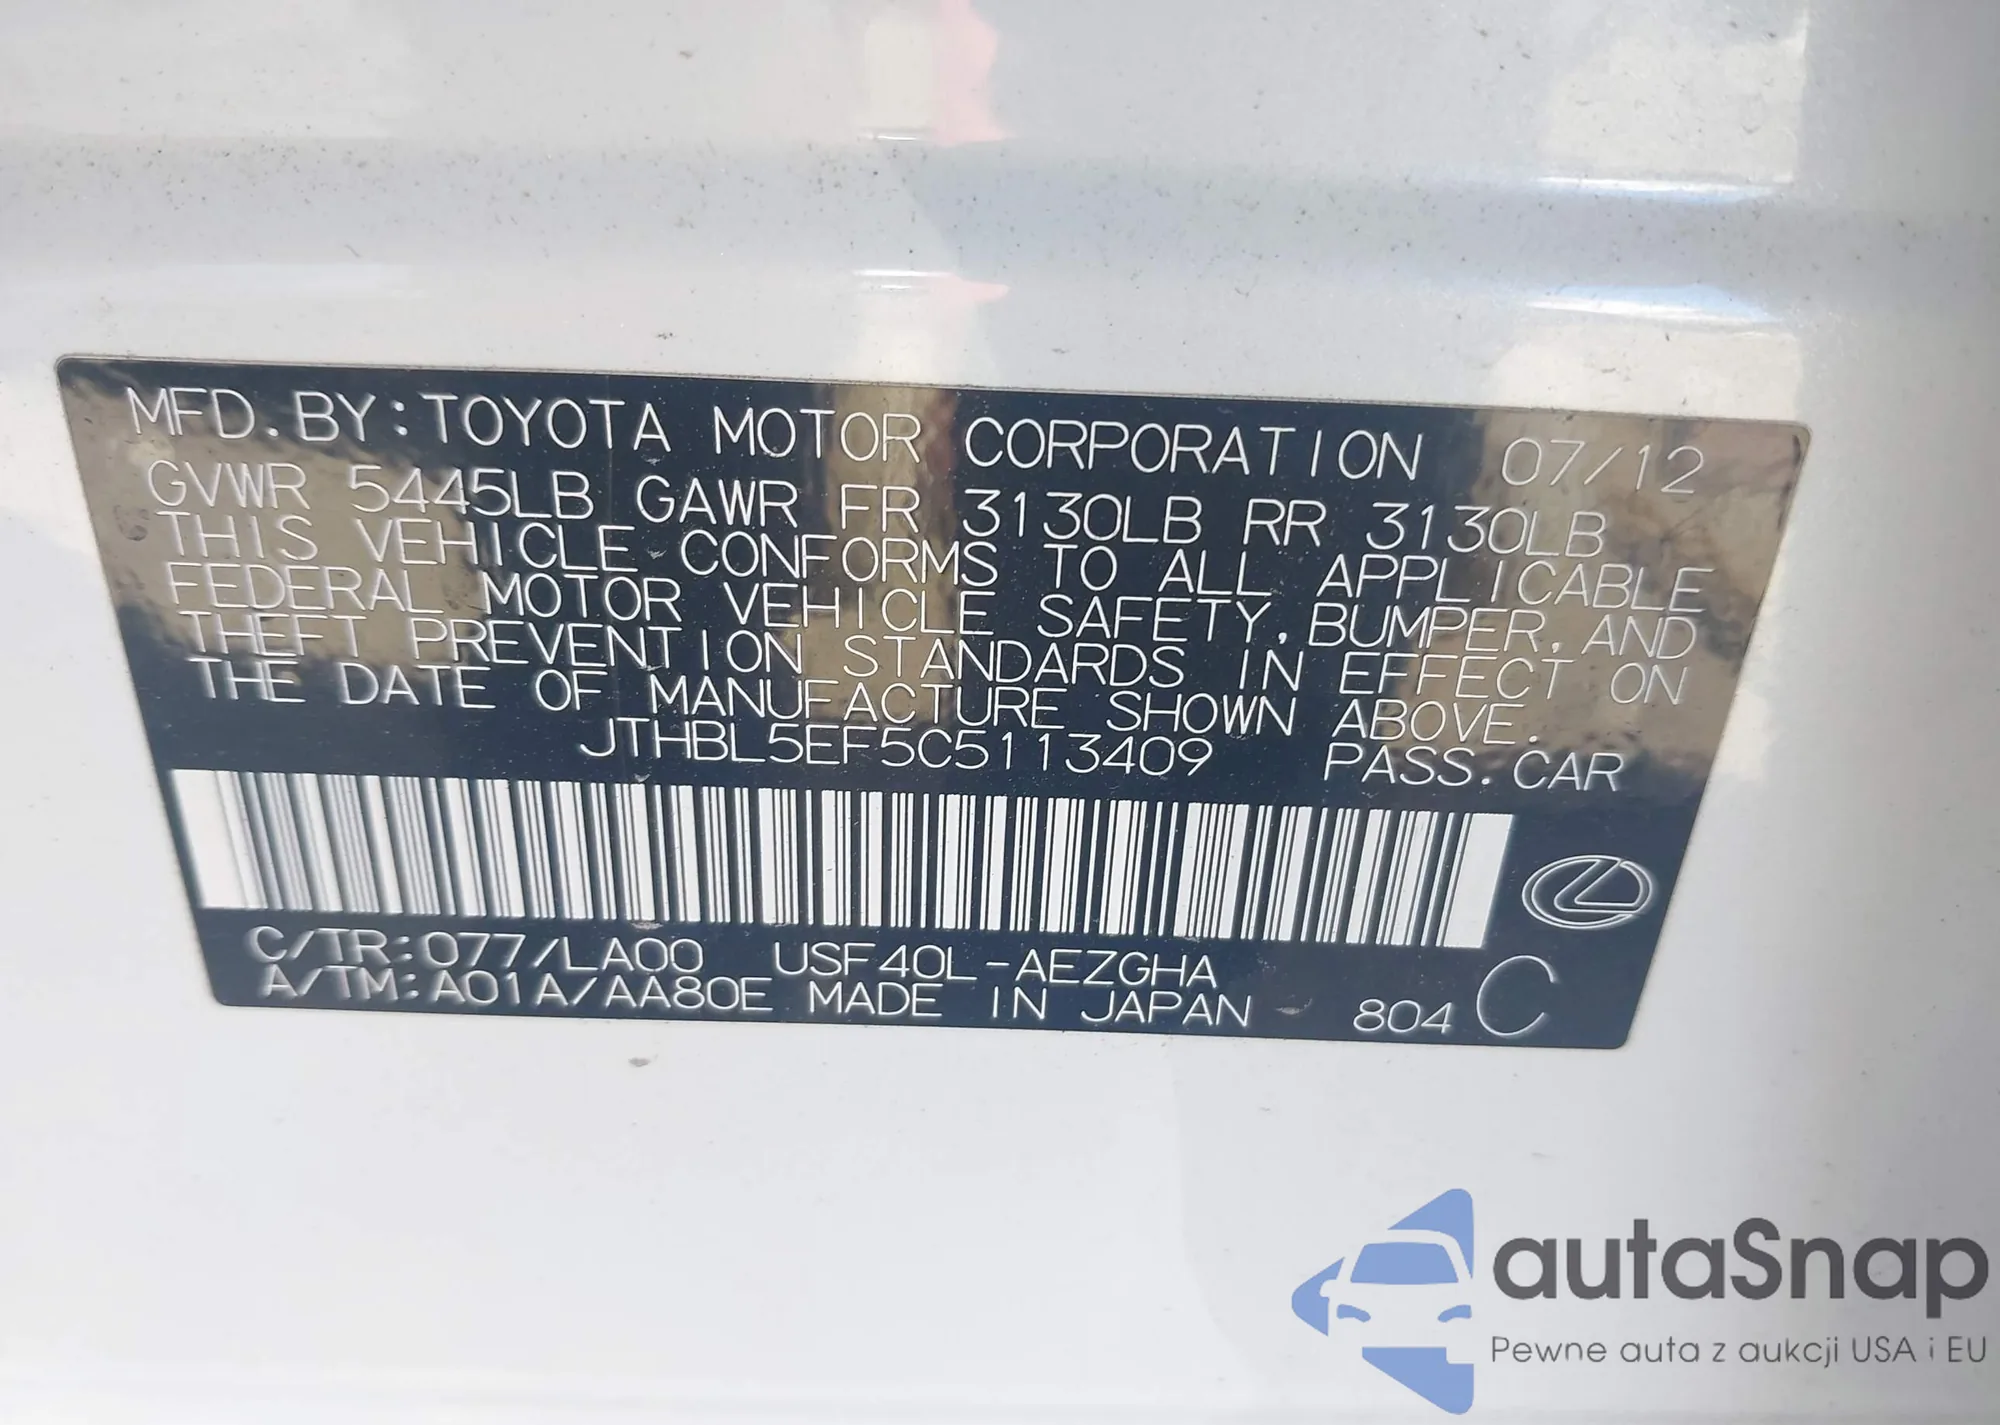 MFD. BY: TOYOTA MOTOR CORPORATION 07/12
GVWR 5445LB GAWR FR 3130LB RR 3130LB
THIS VEHICLE CONFORMS TO ALL APPLICABLE
FEDERAL MOTOR VEHICLE SAFETY, BUMPER, AND
THEFT PREVENTION STANDARDS IN EFFECT ON
THE DATE OF MANUFACTURE SHOWN ABOVE.
JTHBL5EF5C5113409 PASS. CAR
C/TR: 077/LA00 USF40L-AEZGHA
A/TM: A01A/AA80E MADE IN JAPAN 804 C
autaSnap
Pewne auta z aukcji USA i EU